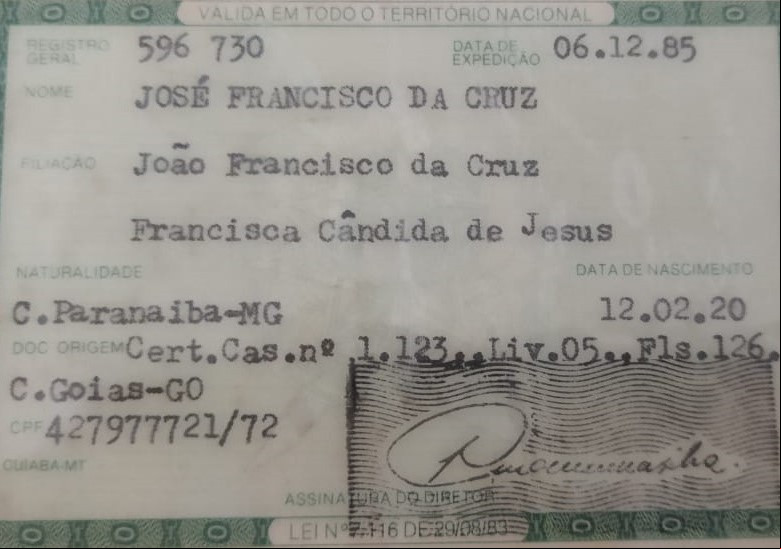 VÁLIDA EM TODO O TERRITÓRIO NACIONAL
REGISTRO GERAL 596 730 DATA DE EXPEDIÇÃO 06.12.85
NOME JOSÉ FRANCISCO DA CRUZ
FILIAÇÃO João Francisco da Cruz
Francisca Cândida de Jesus
NATURALIDADE DATA DE NASCIMENTO
C.Paranaiba-MG 12.02.20
DOC ORIGEM Cert.Cas.nº 1.123,.Liv.05.,Fls.126.
C.Goias-GO
CPF 427977721/72
CUIABÁ-MT
ASSINATURA DO DIRETOR
LEI Nº 7.116 DE 29/08/83